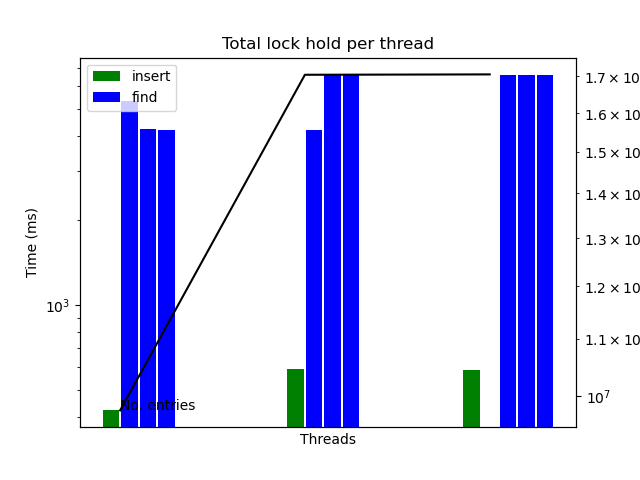 Total lock hold per thread
insert
find
Time (ms)
10³
No. entries
Threads
1.7 × 10
1.6 × 10
1.5 × 10
1.4 × 10
1.3 × 10
1.2 × 10
1.1 × 10
10⁷